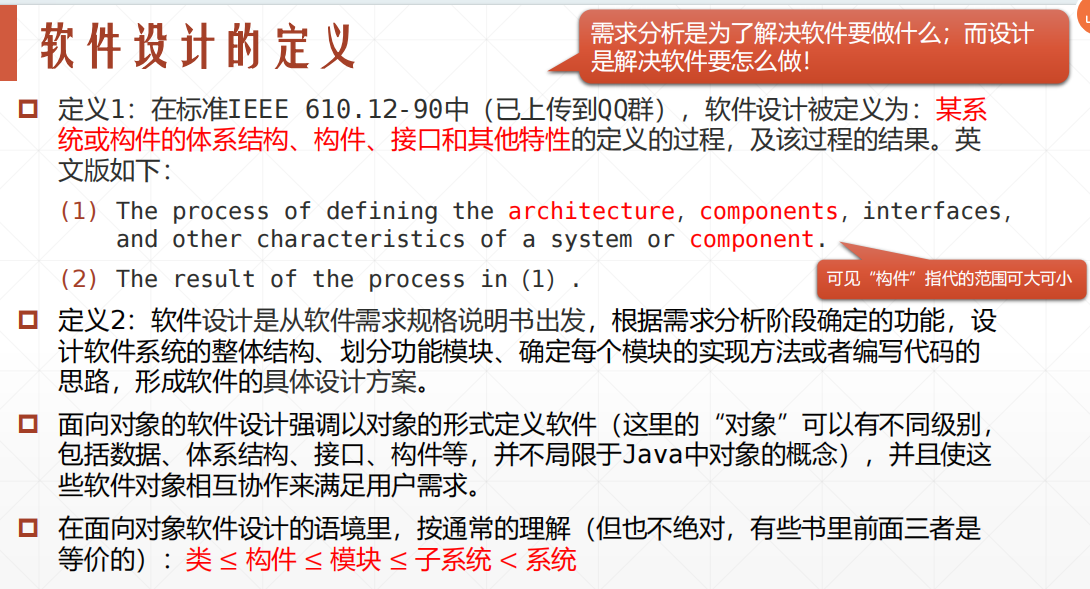 软件设计的定义
需求分析是为了解决软件要做什么；而设计
是解决软件要怎么做！
定义1：在标准IEEE 610.12-90中（已上传到QQ群），软件设计被定义为：某系
统或构件的体系结构、构件、接口和其他特性的定义的过程，及该过程的结果。英
文版如下：
(1) The process of defining the architecture, components, interfaces,
and other characteristics of a system or component.
(2) The result of the process in（1）.
可见“构件”指代的范围可大可小
定义2：软件设计是从软件需求规格说明书出发，根据需求分析阶段确定的功能，设
计软件系统的整体结构、划分功能模块、确定每个模块的实现方法或者编写代码的
思路，形成软件的具体设计方案。
面向对象的软件设计强调以对象的形式定义软件（这里的“对象”可以有不同级别，
包括数据、体系结构、接口、构件等，并不局限于Java中对象的概念），并且使这
些软件对象相互协作来满足用户需求。
在面向对象软件设计的语境里，按通常的理解（但也不绝对，有些书里前面三者是
等价的）：类 ≤ 构件 ≤ 模块 ≤ 子系统 < 系统